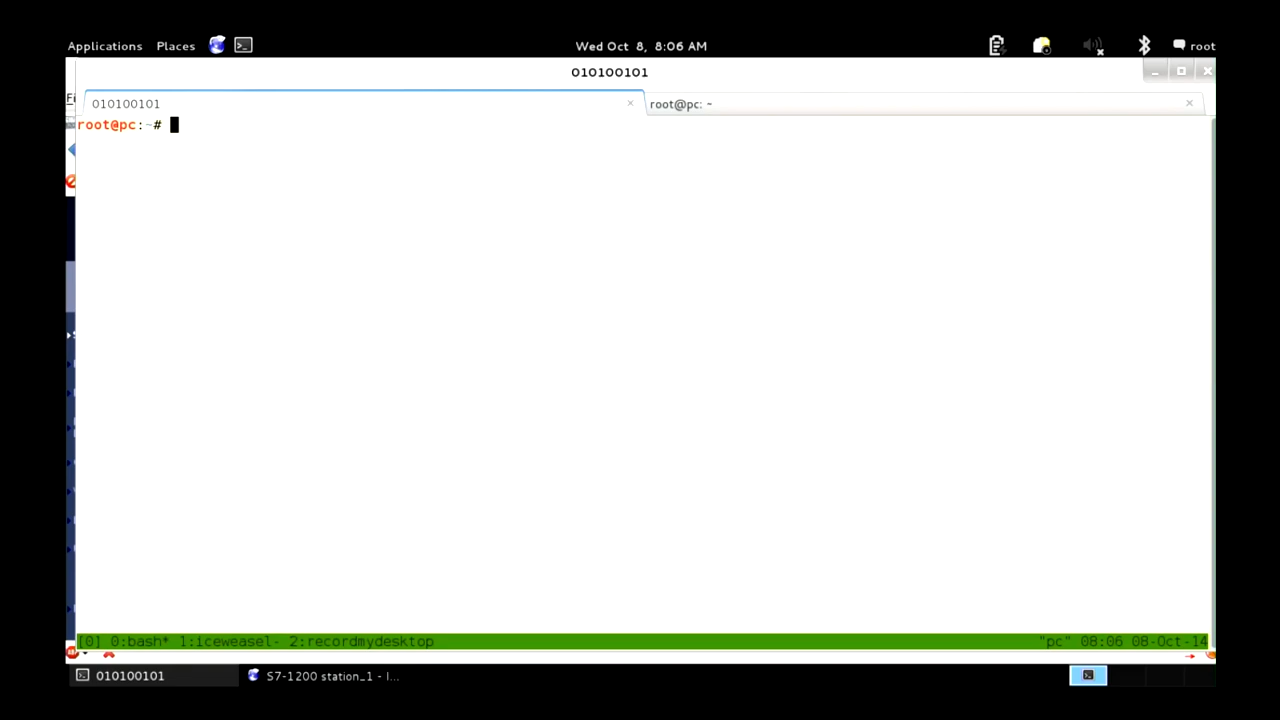 Applications Places Wed Oct 8, 8:06 AM root
010100101
Fi
010100101 × root@pc: ~ ×
root@pc:~#
[0] 0:bash* 1:iceweasel- 2:recordmydesktop "pc" 08:06 08-Oct-14
010100101 S7-1200 station_1 - I...